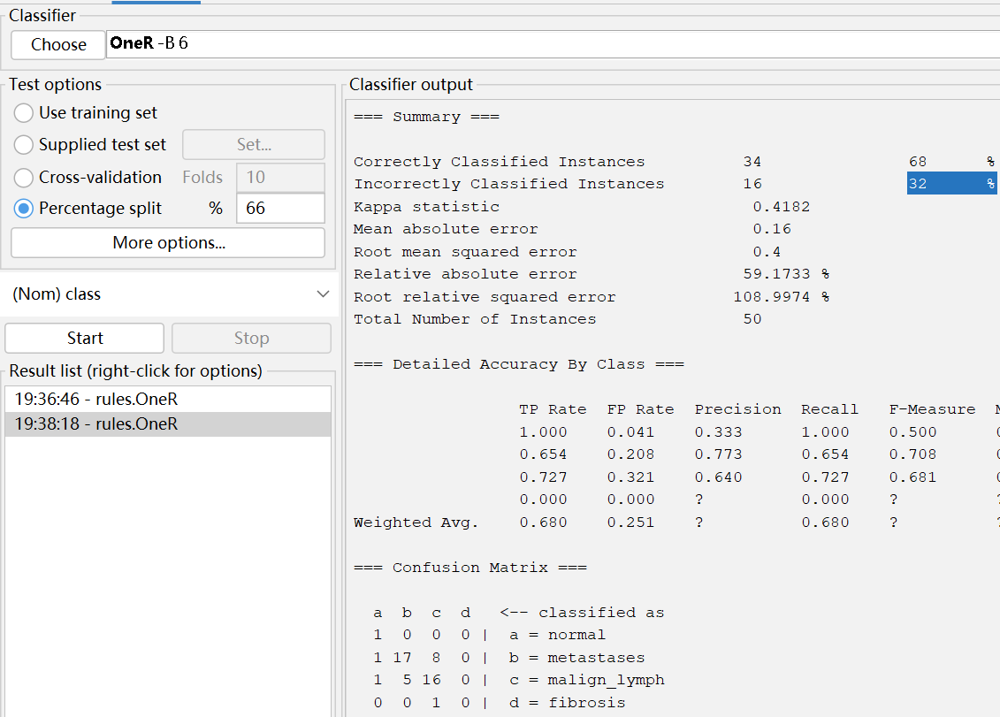 Classifier
Choose OneR -B 6
Test options
Use training set
Supplied test set Set...
Cross-validation Folds 10
Percentage split % 66
More options...
(Nom) class
Start Stop
Result list (right-click for options)
19:36:46 - rules.OneR
19:38:18 - rules.OneR
Classifier output
=== Summary ===
Correctly Classified Instances 34 68 %
Incorrectly Classified Instances 16 32 %
Kappa statistic 0.4182
Mean absolute error 0.16
Root mean squared error 0.4
Relative absolute error 59.1733 %
Root relative squared error 108.9974 %
Total Number of Instances 50
=== Detailed Accuracy By Class ===
TP Rate FP Rate Precision Recall F-Measure
1.000 0.041 0.333 1.000 0.500
0.654 0.208 0.773 0.654 0.708
0.727 0.321 0.640 0.727 0.681
0.000 0.000 ? 0.000 ?
Weighted Avg. 0.680 0.251 ? 0.680 ?
=== Confusion Matrix ===
a b c d <-- classified as
1 0 0 0 | a = normal
1 17 8 0 | b = metastases
1 5 16 0 | c = malign_lymph
0 0 1 0 | d = fibrosis